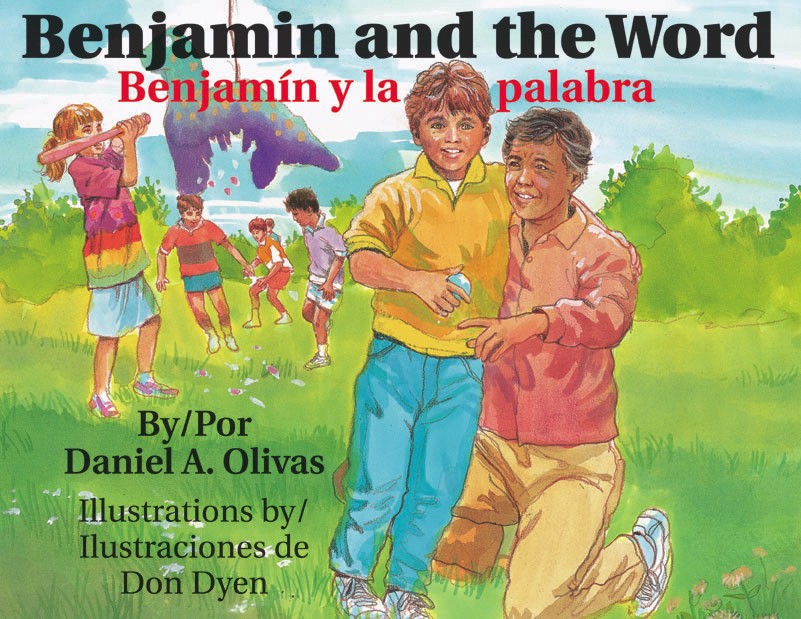 Benjamin and the Word
Benjamín y la palabra
By/Por
Daniel A. Olivas
Illustrations by/
Ilustraciones de
Don Dyen